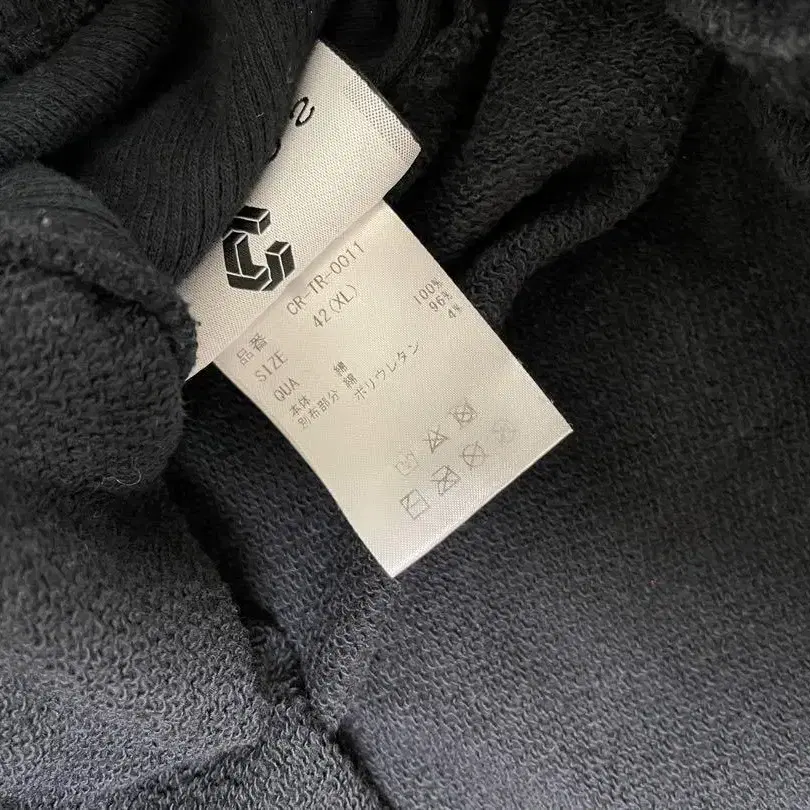 品番 CR-TR-0011
SIZE 42(XL)
QUA
本体 綿 100%
別布部分 綿 96%
ポリウレタン 4%